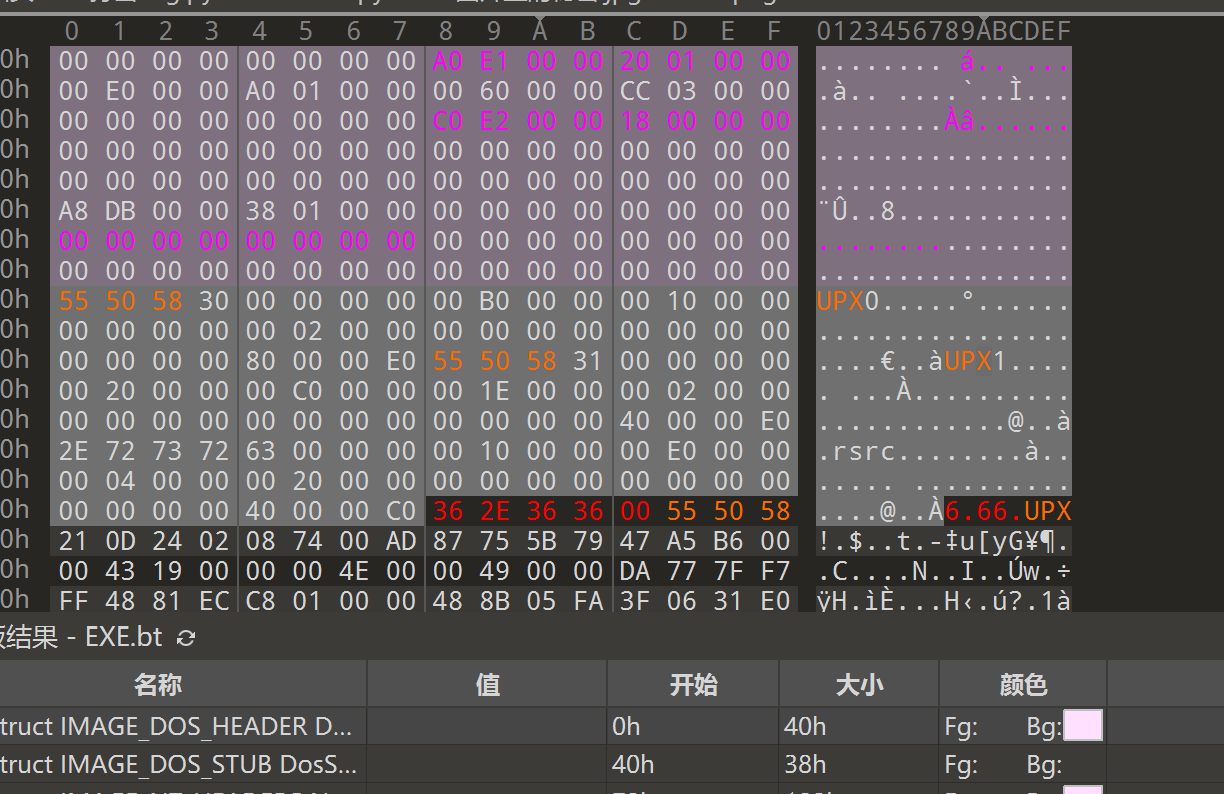 0 1 2 3 4 5 6 7 8 9 A B C D E F 0123456789ABCDEF
0h 00 00 00 00 00 00 00 00 A0 E1 00 00 20 01 00 00 ........ á.. ...
0h 00 E0 00 00 A0 01 00 00 00 60 00 00 CC 03 00 00 .à.. ....`..Ì...
0h 00 00 00 00 00 00 00 00 C0 E2 00 00 18 00 00 00 ........Àâ......
0h 00 00 00 00 00 00 00 00 00 00 00 00 00 00 00 00 ................
0h 00 00 00 00 00 00 00 00 00 00 00 00 00 00 00 00 ................
0h A8 DB 00 00 38 01 00 00 00 00 00 00 00 00 00 00 ¨Û..8...........
0h 00 00 00 00 00 00 00 00 00 00 00 00 00 00 00 00 ................
0h 00 00 00 00 00 00 00 00 00 00 00 00 00 00 00 00 ................
0h 55 50 58 30 00 00 00 00 00 B0 00 00 00 10 00 00 UPX0.....°......
0h 00 00 00 00 00 02 00 00 00 00 00 00 00 00 00 00 ................
0h 00 00 00 00 80 00 00 E0 55 50 58 31 00 00 00 00 ....€..àUPX1....
0h 00 20 00 00 00 C0 00 00 00 1E 00 00 00 02 00 00 . ...À..........
0h 00 00 00 00 00 00 00 00 00 00 00 00 40 00 00 E0 ............@..à
0h 2E 72 73 72 63 00 00 00 00 10 00 00 00 E0 00 00 .rsrc........à..
0h 00 04 00 00 00 20 00 00 00 00 00 00 00 00 00 00 ..... ..........
0h 00 00 00 00 40 00 00 C0 36 2E 36 36 00 55 50 58 ....@..À6.66.UPX
0h 21 0D 24 02 08 74 00 AD 87 75 5B 79 47 A5 B6 00 !.$..t.-‡u[yG¥¶.
0h 00 43 19 00 00 00 4E 00 00 49 00 00 DA 77 7F F7 .C....N..I..Úw.÷
0h FF 48 81 EC C8 01 00 00 48 8B 05 FA 3F 06 31 E0 ÿH.ìÈ...H‹.ú?.1à
结果 - EXE.bt
名称 值 开始 大小 颜色
truct IMAGE_DOS_HEADER D... 0h 40h Fg: Bg:
truct IMAGE_DOS_STUB DosS... 40h 38h Fg: Bg: